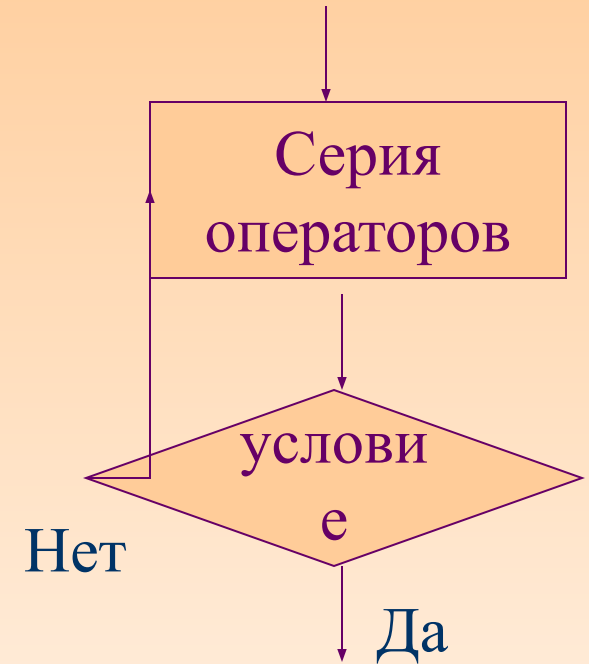 Серия
операторов
услови
е
Нет
Да